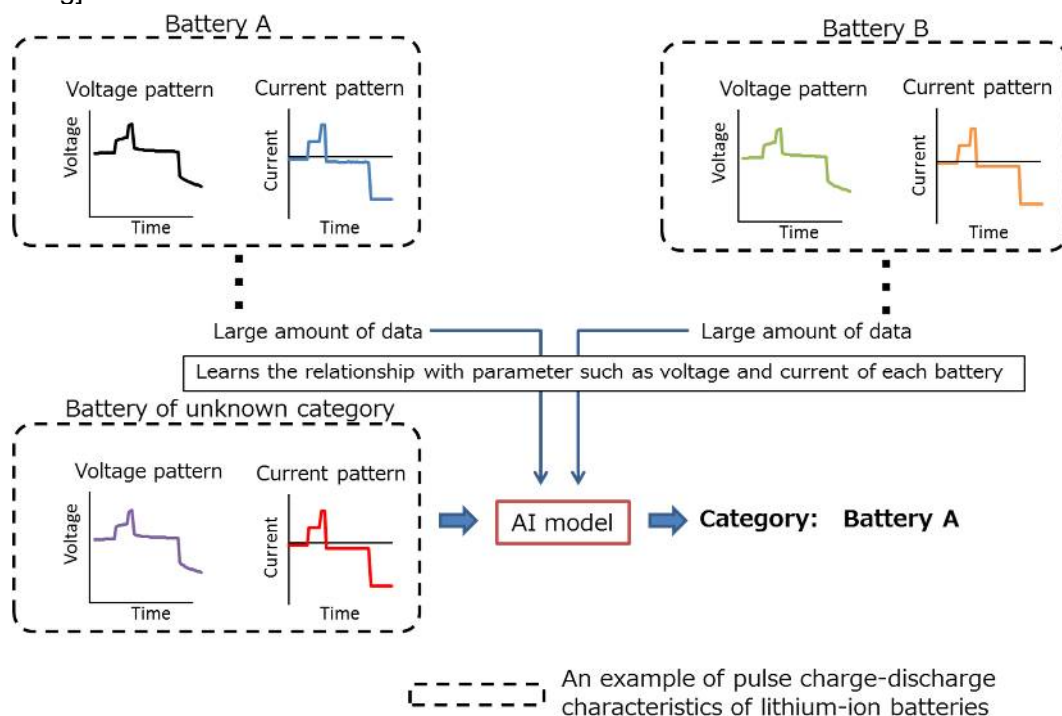 g]
Battery A
Battery B
Voltage pattern
Current pattern
Voltage
Time
Current
Time
Voltage pattern
Current pattern
Voltage
Time
Current
Time
Large amount of data
Large amount of data
Learns the relationship with parameter such as voltage and current of each battery
Battery of unknown category
Voltage pattern
Current pattern
Voltage
Time
Current
Time
AI model
Category: Battery A
An example of pulse charge-discharge
characteristics of lithium-ion batteries